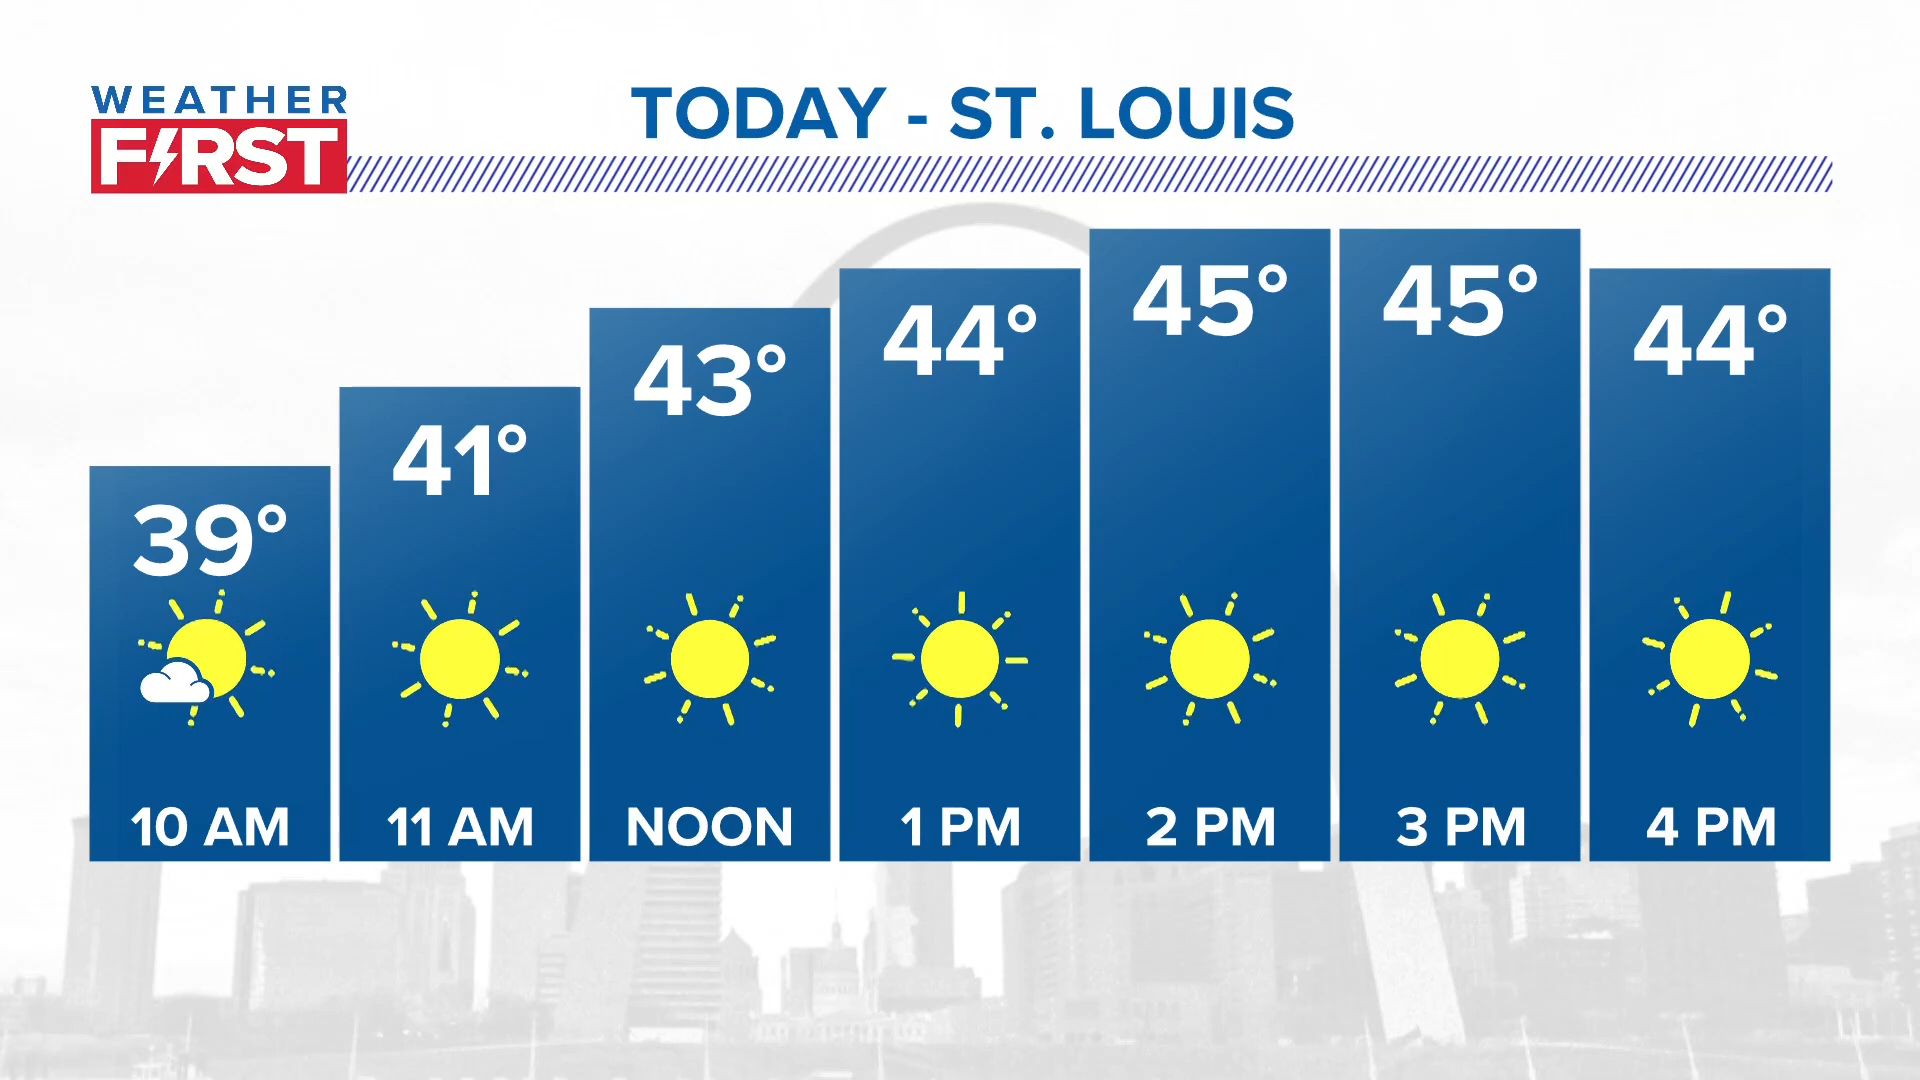 WEATHER
FIRST
TODAY - ST. LOUIS
39°
41°
43°
44°
45°
45°
44°
10 AM
11 AM
NOON
1 PM
2 PM
3 PM
4 PM